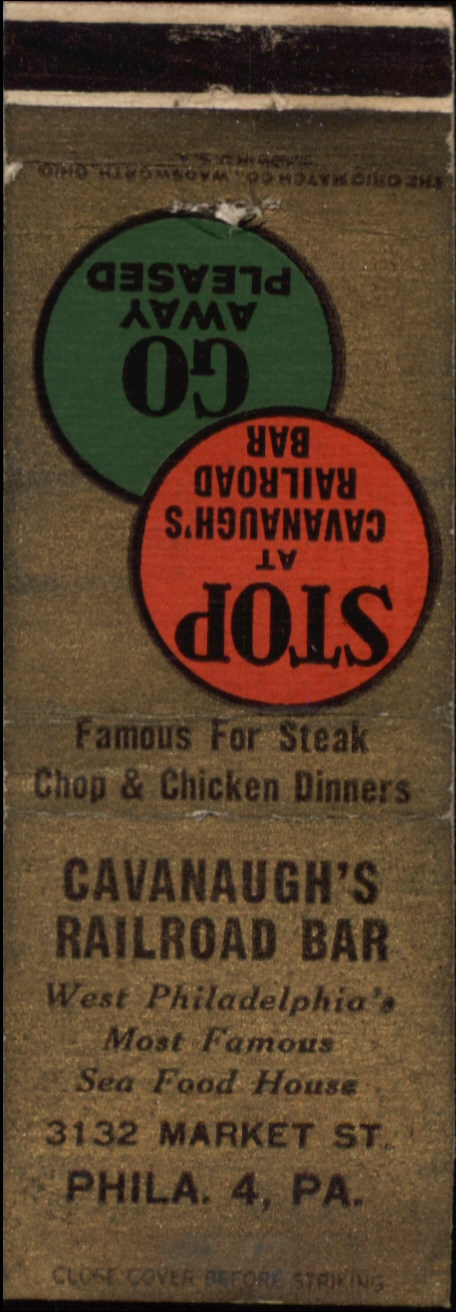 THE OHIO MATCH CO., WADSWORTH, OHIO
MADE IN U.S.A.
STOP
AT
CAVANAUGH'S
RAILROAD
BAR
GO
AWAY
PLEASED
Famous For Steak
Chop & Chicken Dinners
CAVANAUGH'S
RAILROAD BAR
West Philadelphia's
Most Famous
Sea Food House
3132 MARKET ST.
PHILA. 4, PA.
CLOSE COVER BEFORE STRIKING